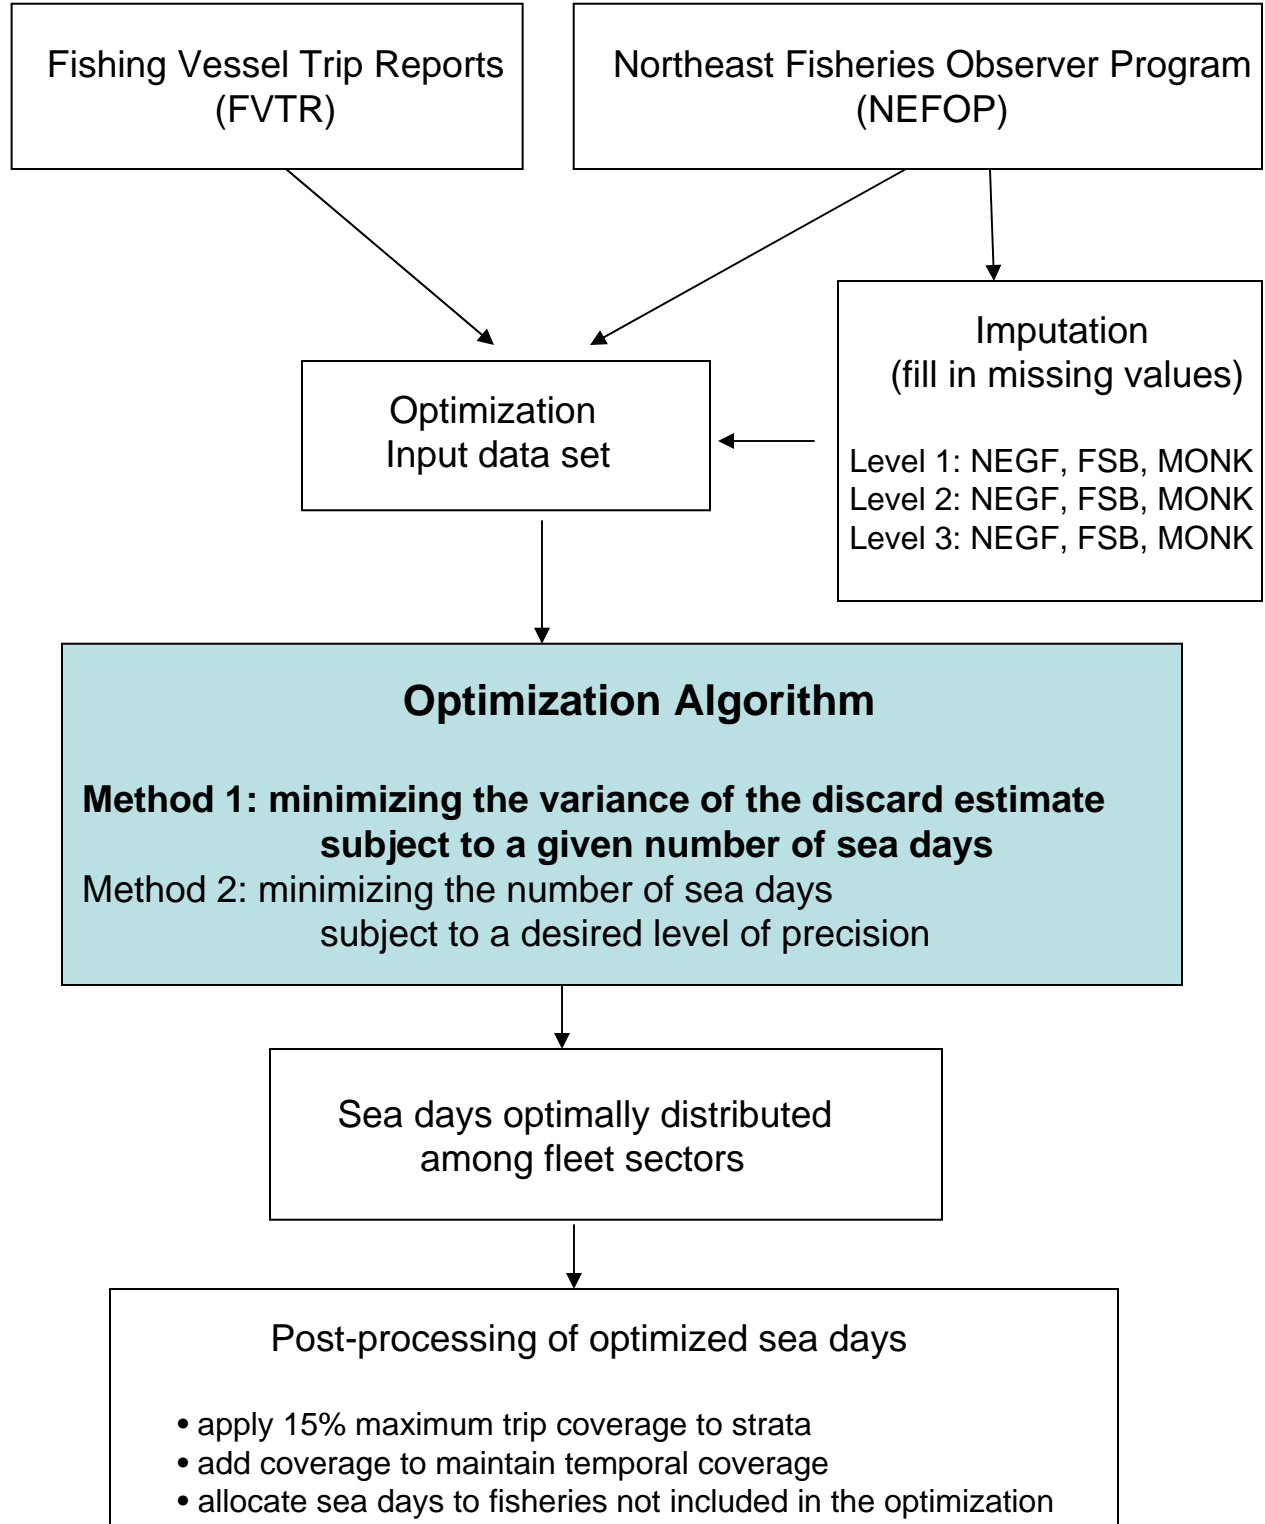 Fishing Vessel Trip Reports
(FVTR)
Northeast Fisheries Observer Program
(NEFOP)
Imputation
(fill in missing values)
Level 1: NEGF, FSB, MONK
Level 2: NEGF, FSB, MONK
Level 3: NEGF, FSB, MONK
Optimization
Input data set
Optimization Algorithm
Method 1: minimizing the variance of the discard estimate
subject to a given number of sea days
Method 2: minimizing the number of sea days
subject to a desired level of precision
Sea days optimally distributed
among fleet sectors
Post-processing of optimized sea days
• apply 15% maximum trip coverage to strata
• add coverage to maintain temporal coverage
• allocate sea days to fisheries not included in the optimization